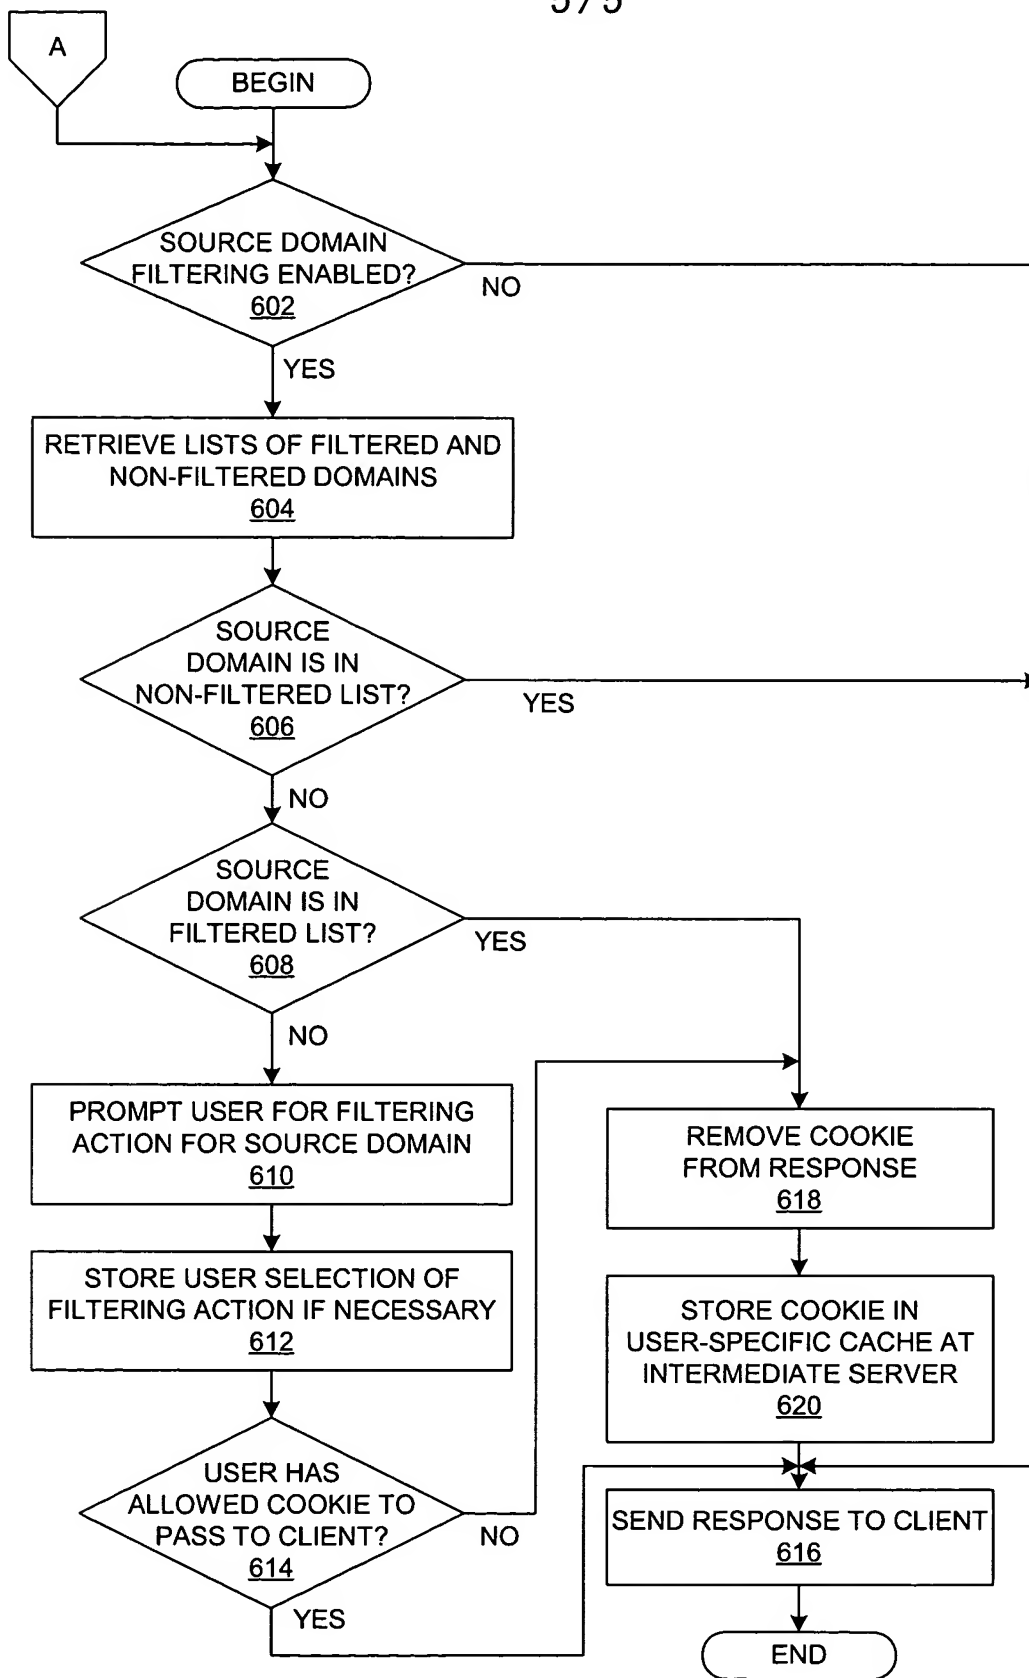 5/5
A
BEGIN
SOURCE DOMAIN
FILTERING ENABLED?
602
NO
YES
RETRIEVE LISTS OF FILTERED AND
NON-FILTERED DOMAINS
604
SOURCE
DOMAIN IS IN
NON-FILTERED LIST?
606
YES
NO
SOURCE
DOMAIN IS IN
FILTERED LIST?
608
YES
NO
PROMPT USER FOR FILTERING
ACTION FOR SOURCE DOMAIN
610
REMOVE COOKIE
FROM RESPONSE
618
STORE USER SELECTION OF
FILTERING ACTION IF NECESSARY
612
STORE COOKIE IN
USER-SPECIFIC CACHE AT
INTERMEDIATE SERVER
620
USER HAS
ALLOWED COOKIE TO
PASS TO CLIENT?
614
NO
YES
SEND RESPONSE TO CLIENT
616
END